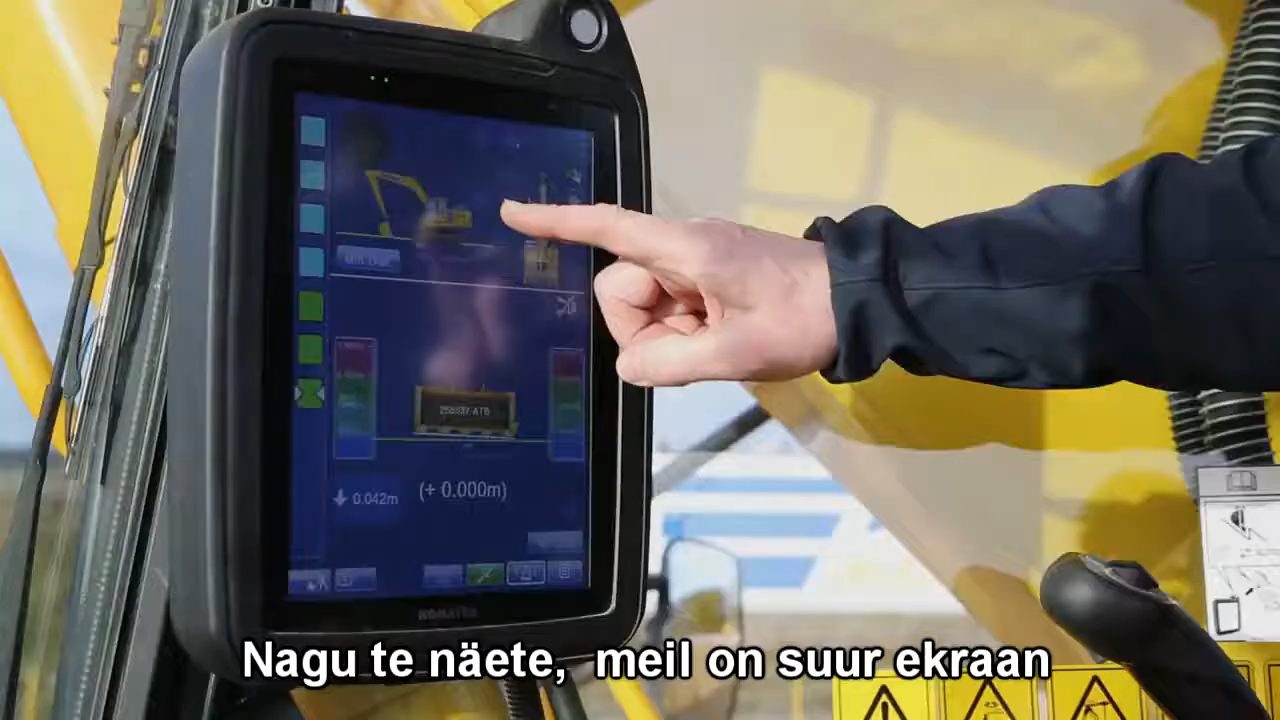 0.042m
(+ 0.000m)
KOMATSU
Nagu te näete, meil on suur ekraan